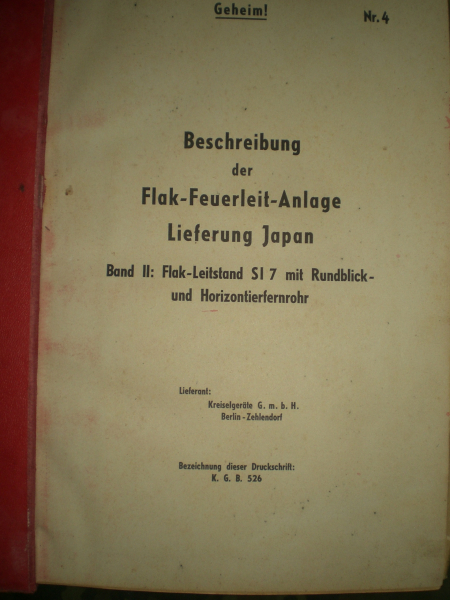 Geheim!
Nr. 4
Beschreibung
der
Flak-Feuerleit-Anlage
Lieferung Japan
Band II: Flak-Leitstand Sl 7 mit Rundblick-
und Horizontierfernrohr
Lieferant:
Kreiselgeräte G. m. b. H.
Berlin-Zehlendorf
Bezeichnung dieser Druckschrift:
K. G. B. 526